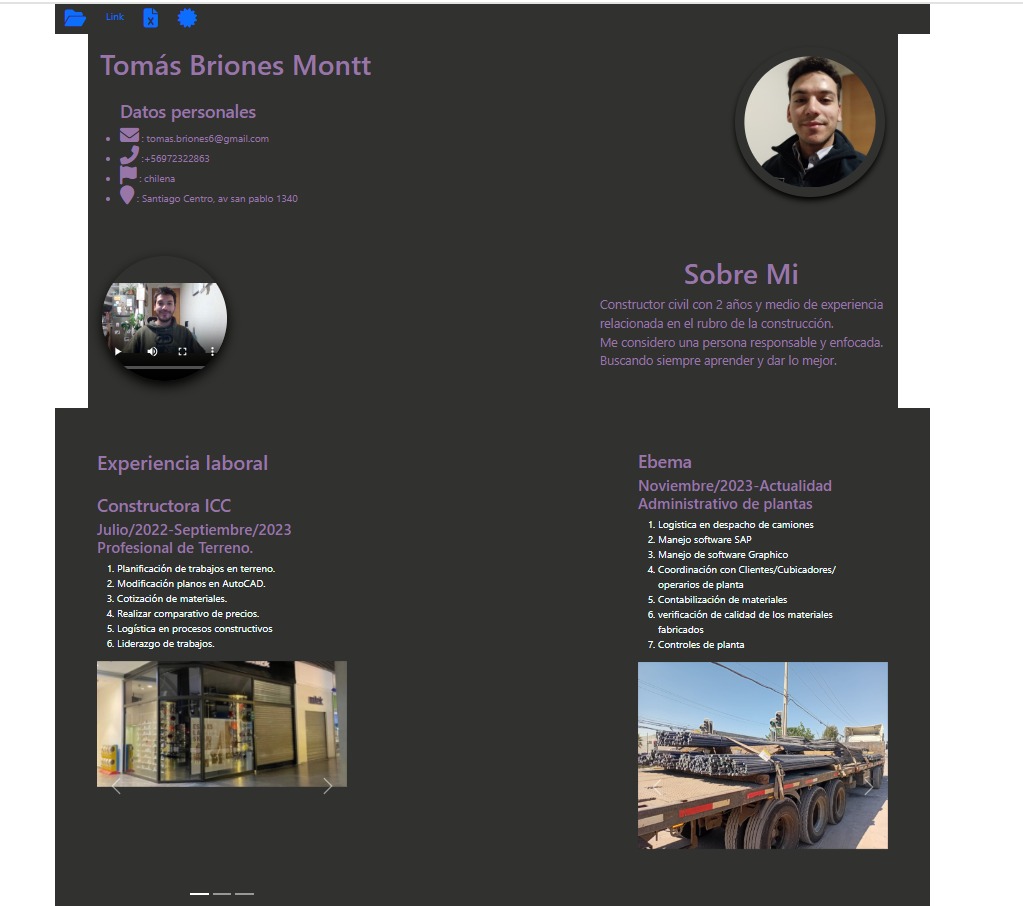 Link
Tomás Briones Montt
Datos personales
: tomas.briones6@gmail.com
:+56972322863
: chilena
: Santiago Centro, av san pablo 1340
Sobre Mi
Constructor civil con 2 años y medio de experiencia
relacionada en el rubro de la construcción.
Me considero una persona responsable y enfocada.
Buscando siempre aprender y dar lo mejor.
Experiencia laboral
Constructora ICC
Julio/2022-Septiembre/2023
Profesional de Terreno.
1. Planificación de trabajos en terreno.
2. Modificación planos en AutoCAD.
3. Cotización de materiales.
4. Realizar comparativo de precios.
5. Logística en procesos constructivos
6. Liderazgo de trabajos.
Ebema
Noviembre/2023-Actualidad
Administrativo de plantas
1. Logistica en despacho de camiones
2. Manejo software SAP
3. Manejo de software Graphico
4. Coordinación con Clientes/Cubicadores/
operarios de planta
5. Contabilización de materiales
6. verificación de calidad de los materiales
fabricados
7. Controles de planta